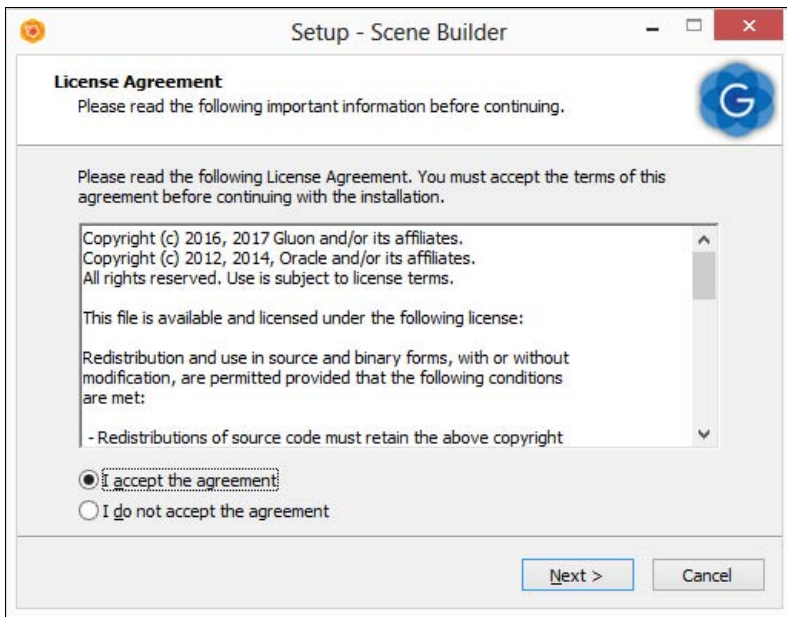 Setup - Scene Builder
License Agreement
Please read the following important information before continuing.
G
Please read the following License Agreement. You must accept the terms of this
agreement before continuing with the installation.
Copyright (c) 2016, 2017 Gluon and/or its affiliates.
Copyright (c) 2012, 2014, Oracle and/or its affiliates.
All rights reserved. Use is subject to license terms.
This file is available and licensed under the following license:
Redistribution and use in source and binary forms, with or without
modification, are permitted provided that the following conditions
are met:
- Redistributions of source code must retain the above copyright
I accept the agreement
I do not accept the agreement
Next >
Cancel